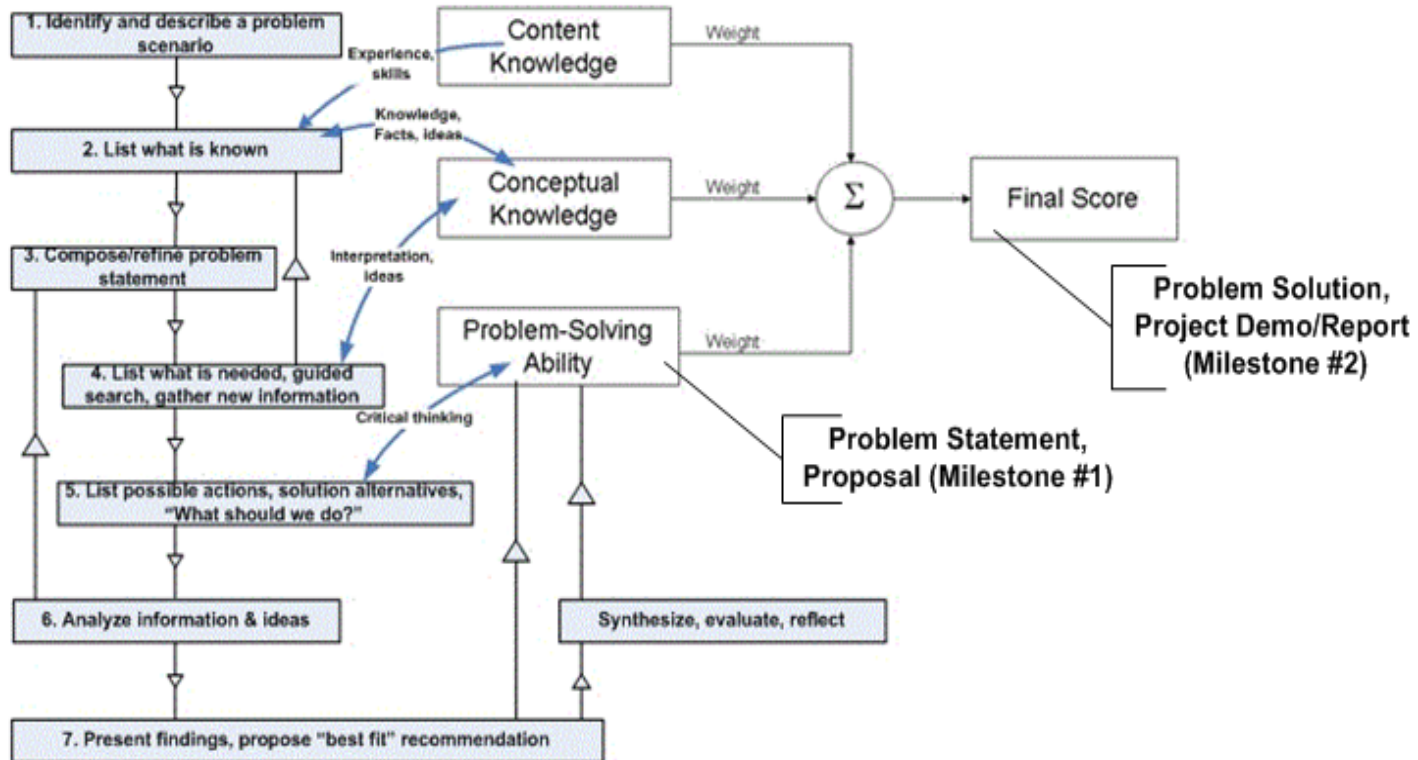 1. Identify and describe a problem
scenario
Experience,
skills
Content
Knowledge
Weight
Knowledge,
Facts, ideas
2. List what is known
Conceptual
Knowledge
Weight
Σ
Final Score
3. Compose/refine problem
statement
Interpretation,
ideas
Problem Solution,
Project Demo/Report
(Milestone #2)
Problem-Solving
Ability
Weight
4. List what is needed, guided
search, gather new information
Critical thinking
Problem Statement,
Proposal (Milestone #1)
5. List possible actions, solution alternatives,
“What should we do?”
6. Analyze information & ideas
Synthesize, evaluate, reflect
7. Present findings, propose “best fit” recommendation